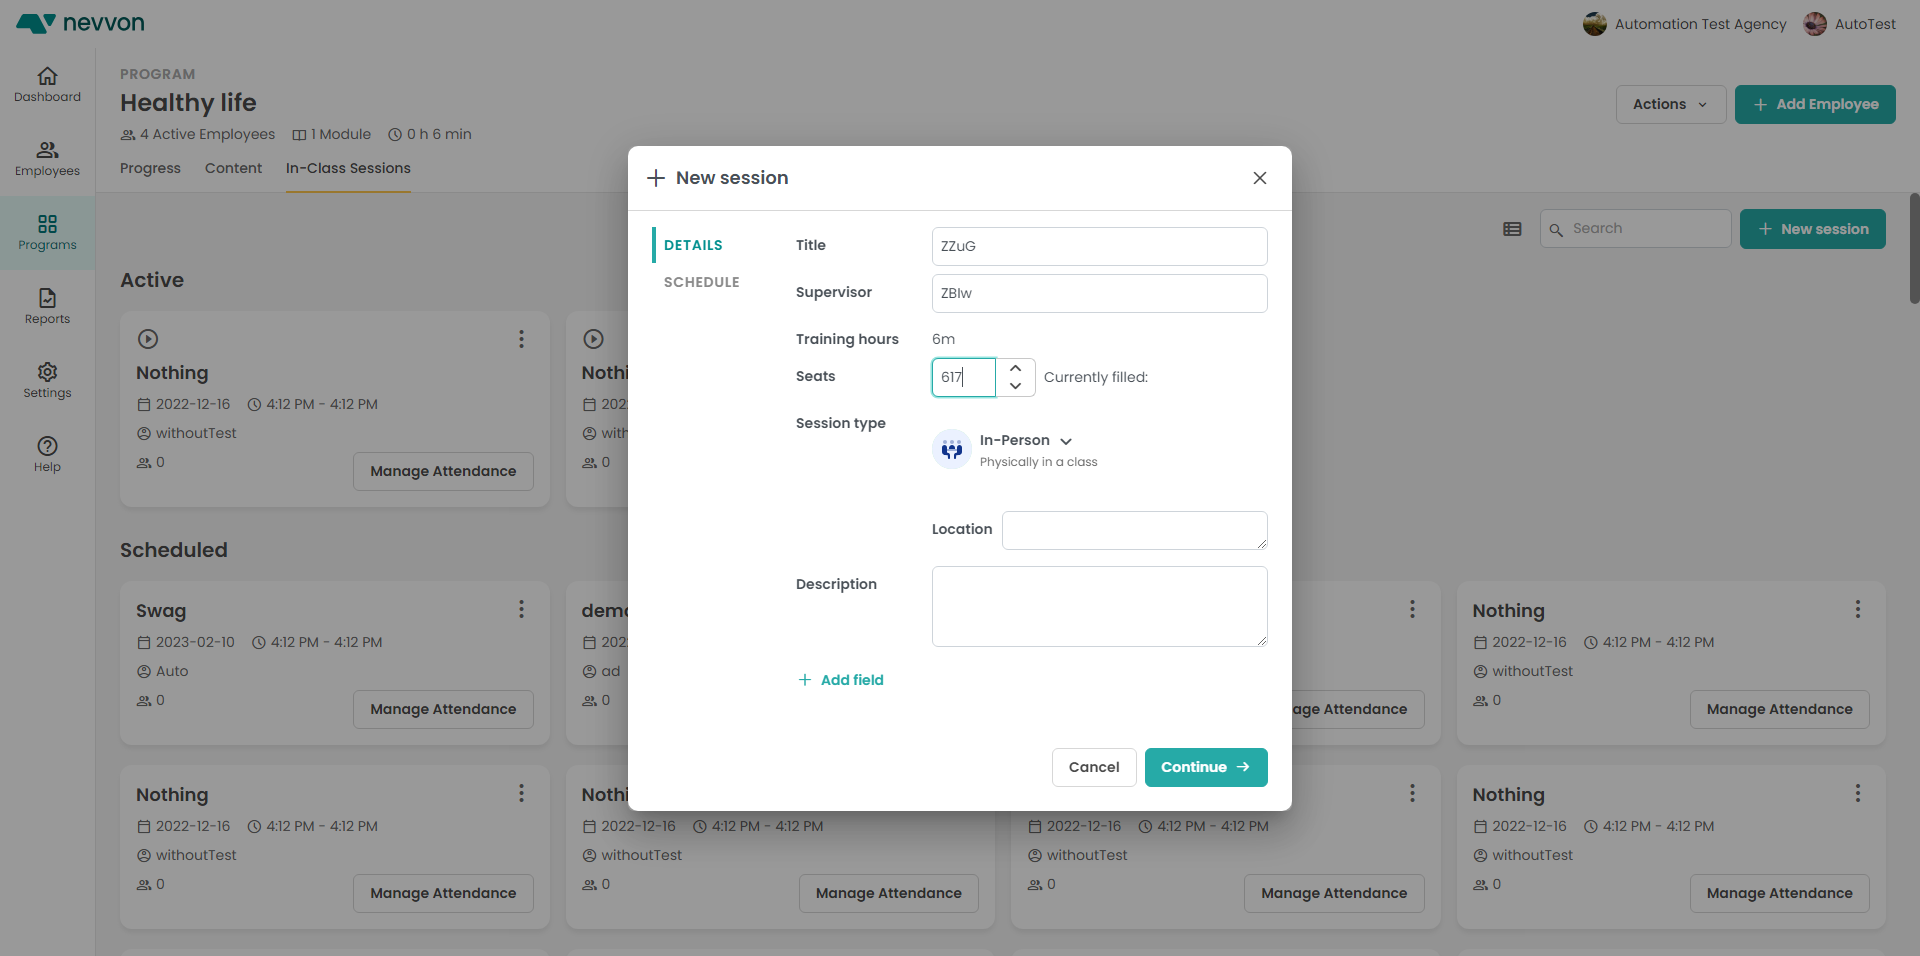 nevvon
Automation Test Agency
AutoTest
Dashboard
Employees
Programs
Reports
Settings
Help
PROGRAM
Healthy life
4 Active Employees
1 Module
0 h 6 min
Actions
Add Employee
Progress
Content
In-Class Sessions
Search
New session
Active
Nothing
2022-12-16
4:12 PM - 4:12 PM
withoutTest
0
Manage Attendance
Nothi
202
with
0
Scheduled
Swag
2023-02-10
4:12 PM - 4:12 PM
Auto
0
Manage Attendance
demo
202
ad
0
age Attendance
Nothing
2022-12-16
4:12 PM - 4:12 PM
withoutTest
0
Manage Attendance
Nothing
2022-12-16
4:12 PM - 4:12 PM
withoutTest
0
Manage Attendance
Nothi
2022-12-16
4:12 PM - 4:12 PM
withoutTest
0
Manage Attendance
2022-12-16
4:12 PM - 4:12 PM
withoutTest
0
Manage Attendance
Nothing
2022-12-16
4:12 PM - 4:12 PM
withoutTest
0
Manage Attendance
New session
DETAILS
SCHEDULE
Title
ZZuG
Supervisor
ZBIw
Training hours
6m
Seats
617
Currently filled:
Session type
In-Person
Physically in a class
Location
Description
Add field
Cancel
Continue